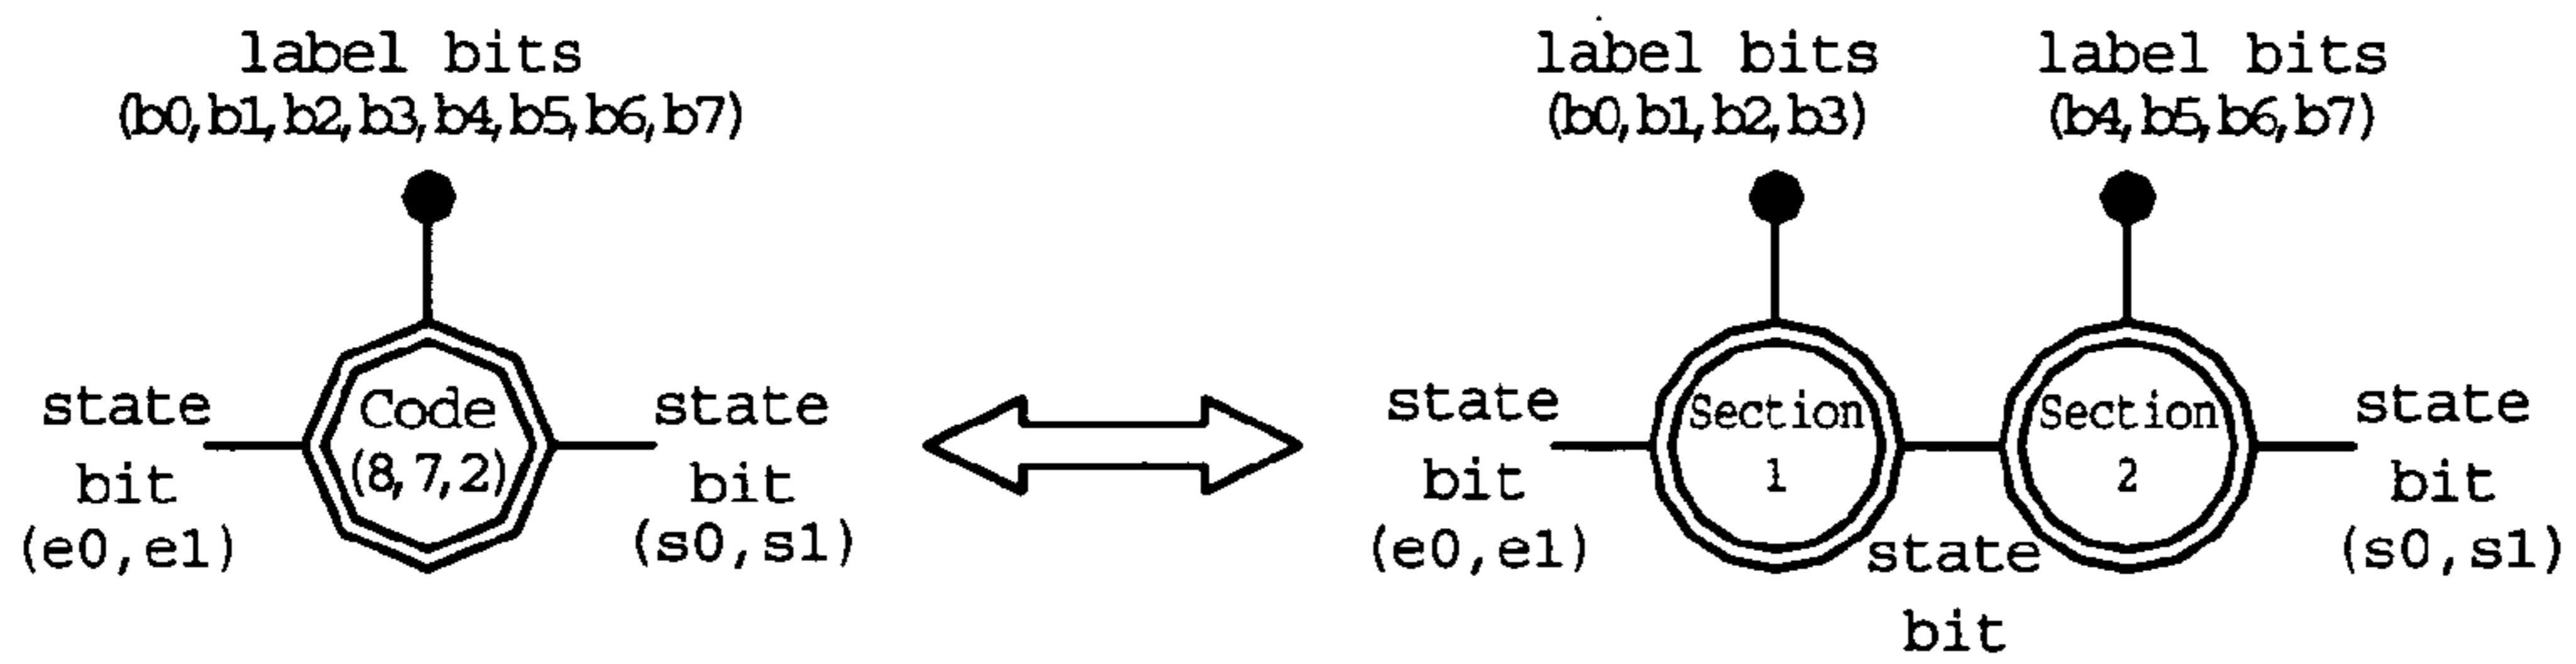 label bits
(b0,b1,b2,b3,b4,b5,b6,b7)
state
bit
(e0,e1)
Code
(8,7,2)
state
bit
(s0,s1)
label bits
(b0,b1,b2,b3)
label bits
(b4,b5,b6,b7)
state
bit
(e0,e1)
Section
1
state
bit
Section
2
state
bit
(s0,s1)